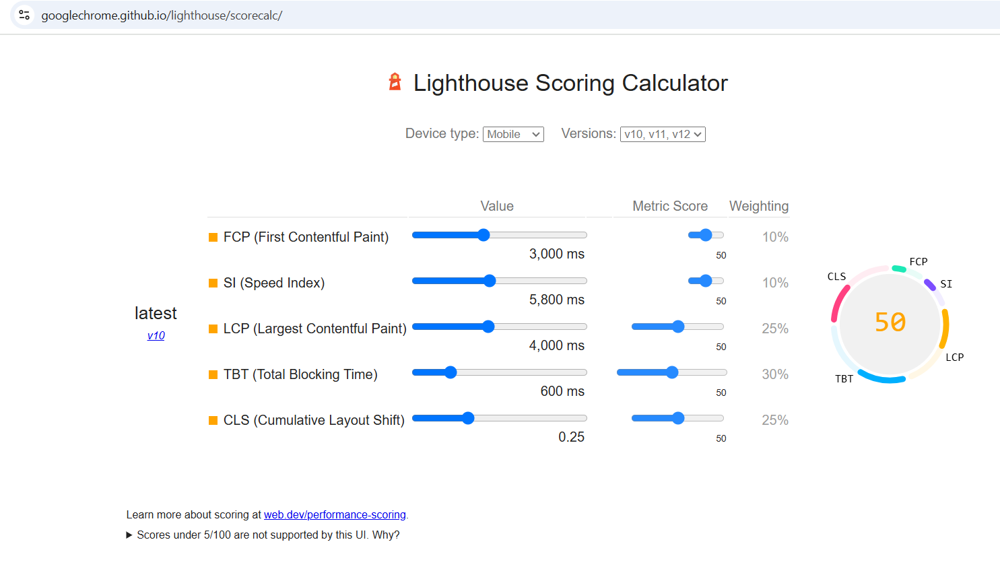 googlechrome.github.io/lighthouse/scorecalc/
Lighthouse Scoring Calculator
Device type: Mobile Versions: v10, v11, v12
Value Metric Score Weighting
FCP (First Contentful Paint) 10%
3,000 ms 50
SI (Speed Index) 10%
5,800 ms 50
latest
v10
LCP (Largest Contentful Paint) 25%
4,000 ms 50
TBT (Total Blocking Time) 30%
600 ms 50
CLS (Cumulative Layout Shift) 25%
0.25 50
FCP
CLS
SI
50
LCP
TBT
Learn more about scoring at web.dev/performance-scoring.
Scores under 5/100 are not supported by this UI. Why?